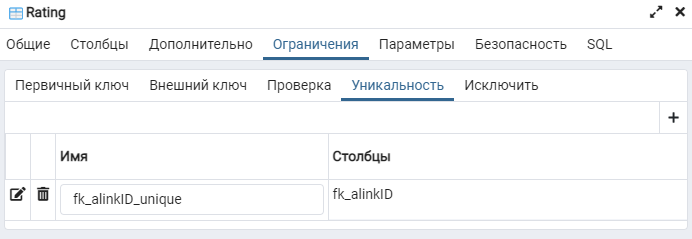 Rating
Общие Столбцы Дополнительно Ограничения Параметры Безопасность SQL
Первичный ключ Внешний ключ Проверка Уникальность Исключить
Имя Столбцы
fk_alinkID_unique fk_alinkID